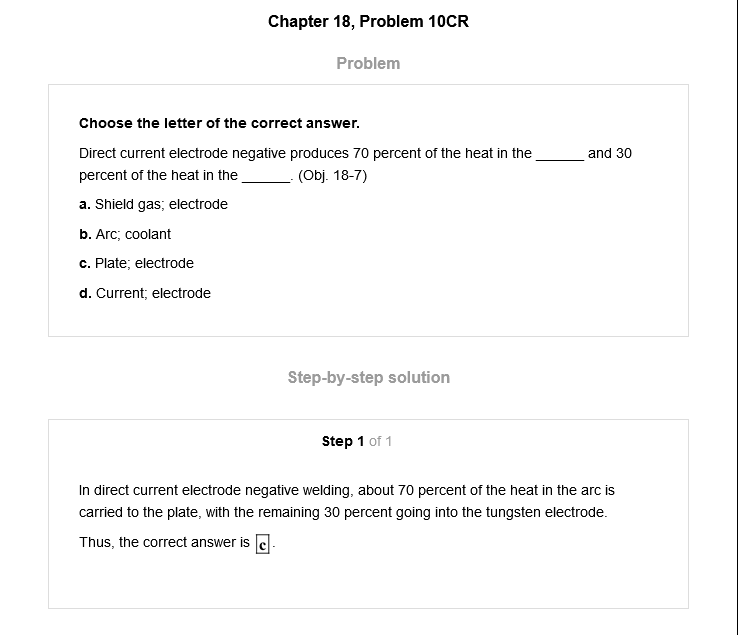 Chapter 18, Problem 10CR
Problem
Choose the letter of the correct answer.
Direct current electrode negative produces 70 percent of the heat in the ______ and 30
percent of the heat in the ______. (Obj. 18-7)
a. Shield gas; electrode
b. Arc; coolant
c. Plate; electrode
d. Current; electrode
Step-by-step solution
Step 1 of 1
In direct current electrode negative welding, about 70 percent of the heat in the arc is
carried to the plate, with the remaining 30 percent going into the tungsten electrode.
Thus, the correct answer is c.